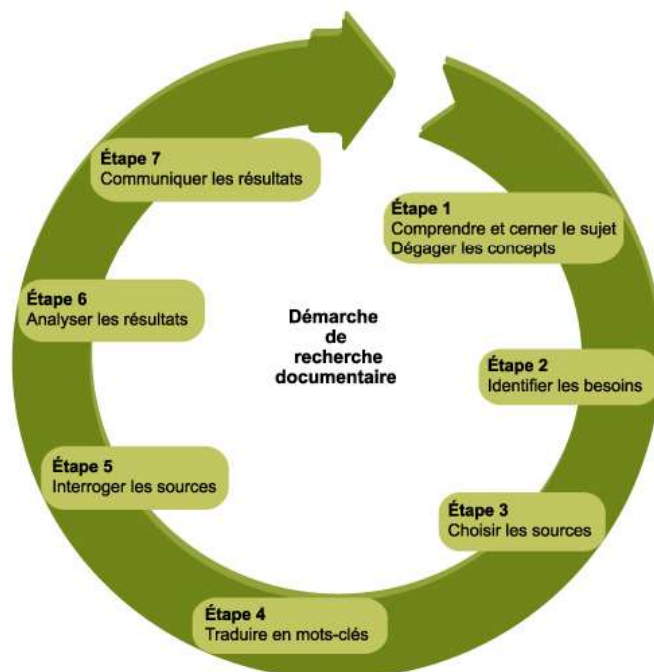 Étape 7
Communiquer les résultats
Étape 1
Comprendre et cerner le sujet
Dégager les concepts
Étape 6
Analyser les résultats
Démarche
de
recherche
documentaire
Étape 2
Identifier les besoins
Étape 5
Interroger les sources
Étape 3
Choisir les sources
Étape 4
Traduire en mots-clés